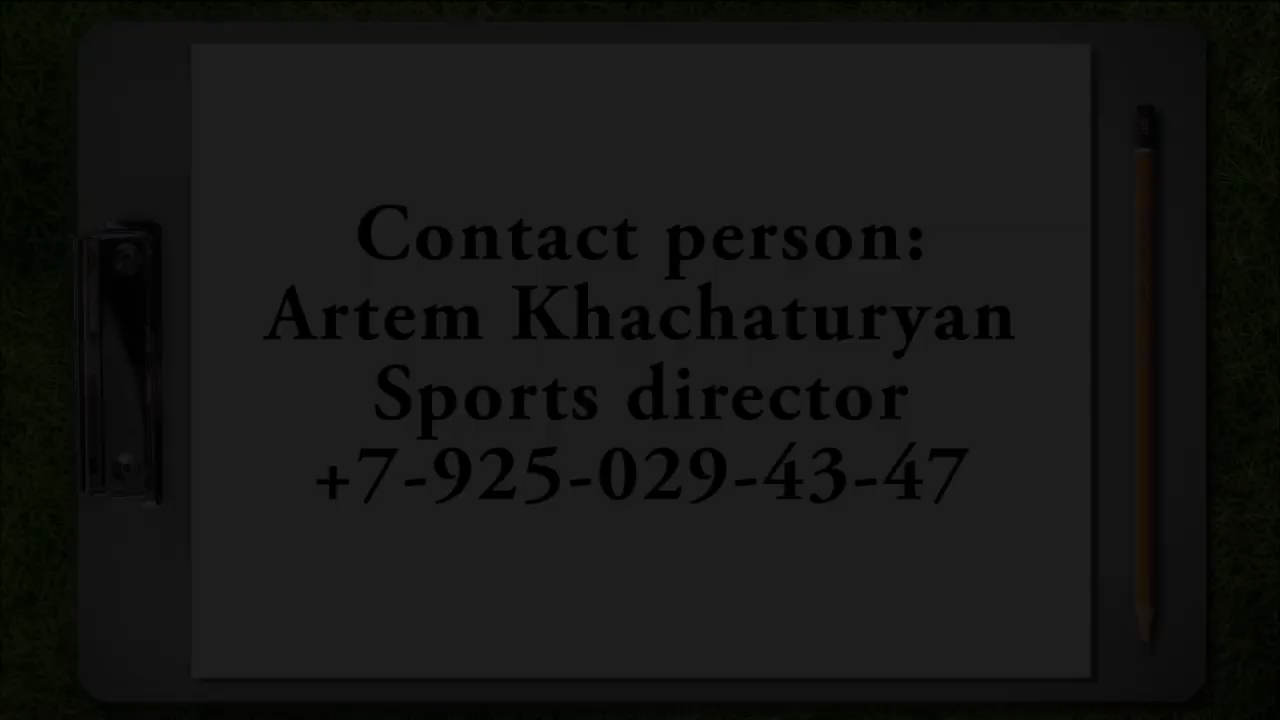 Contact person:
Artem Khachaturyan
Sports director
+7-925-029-43-47